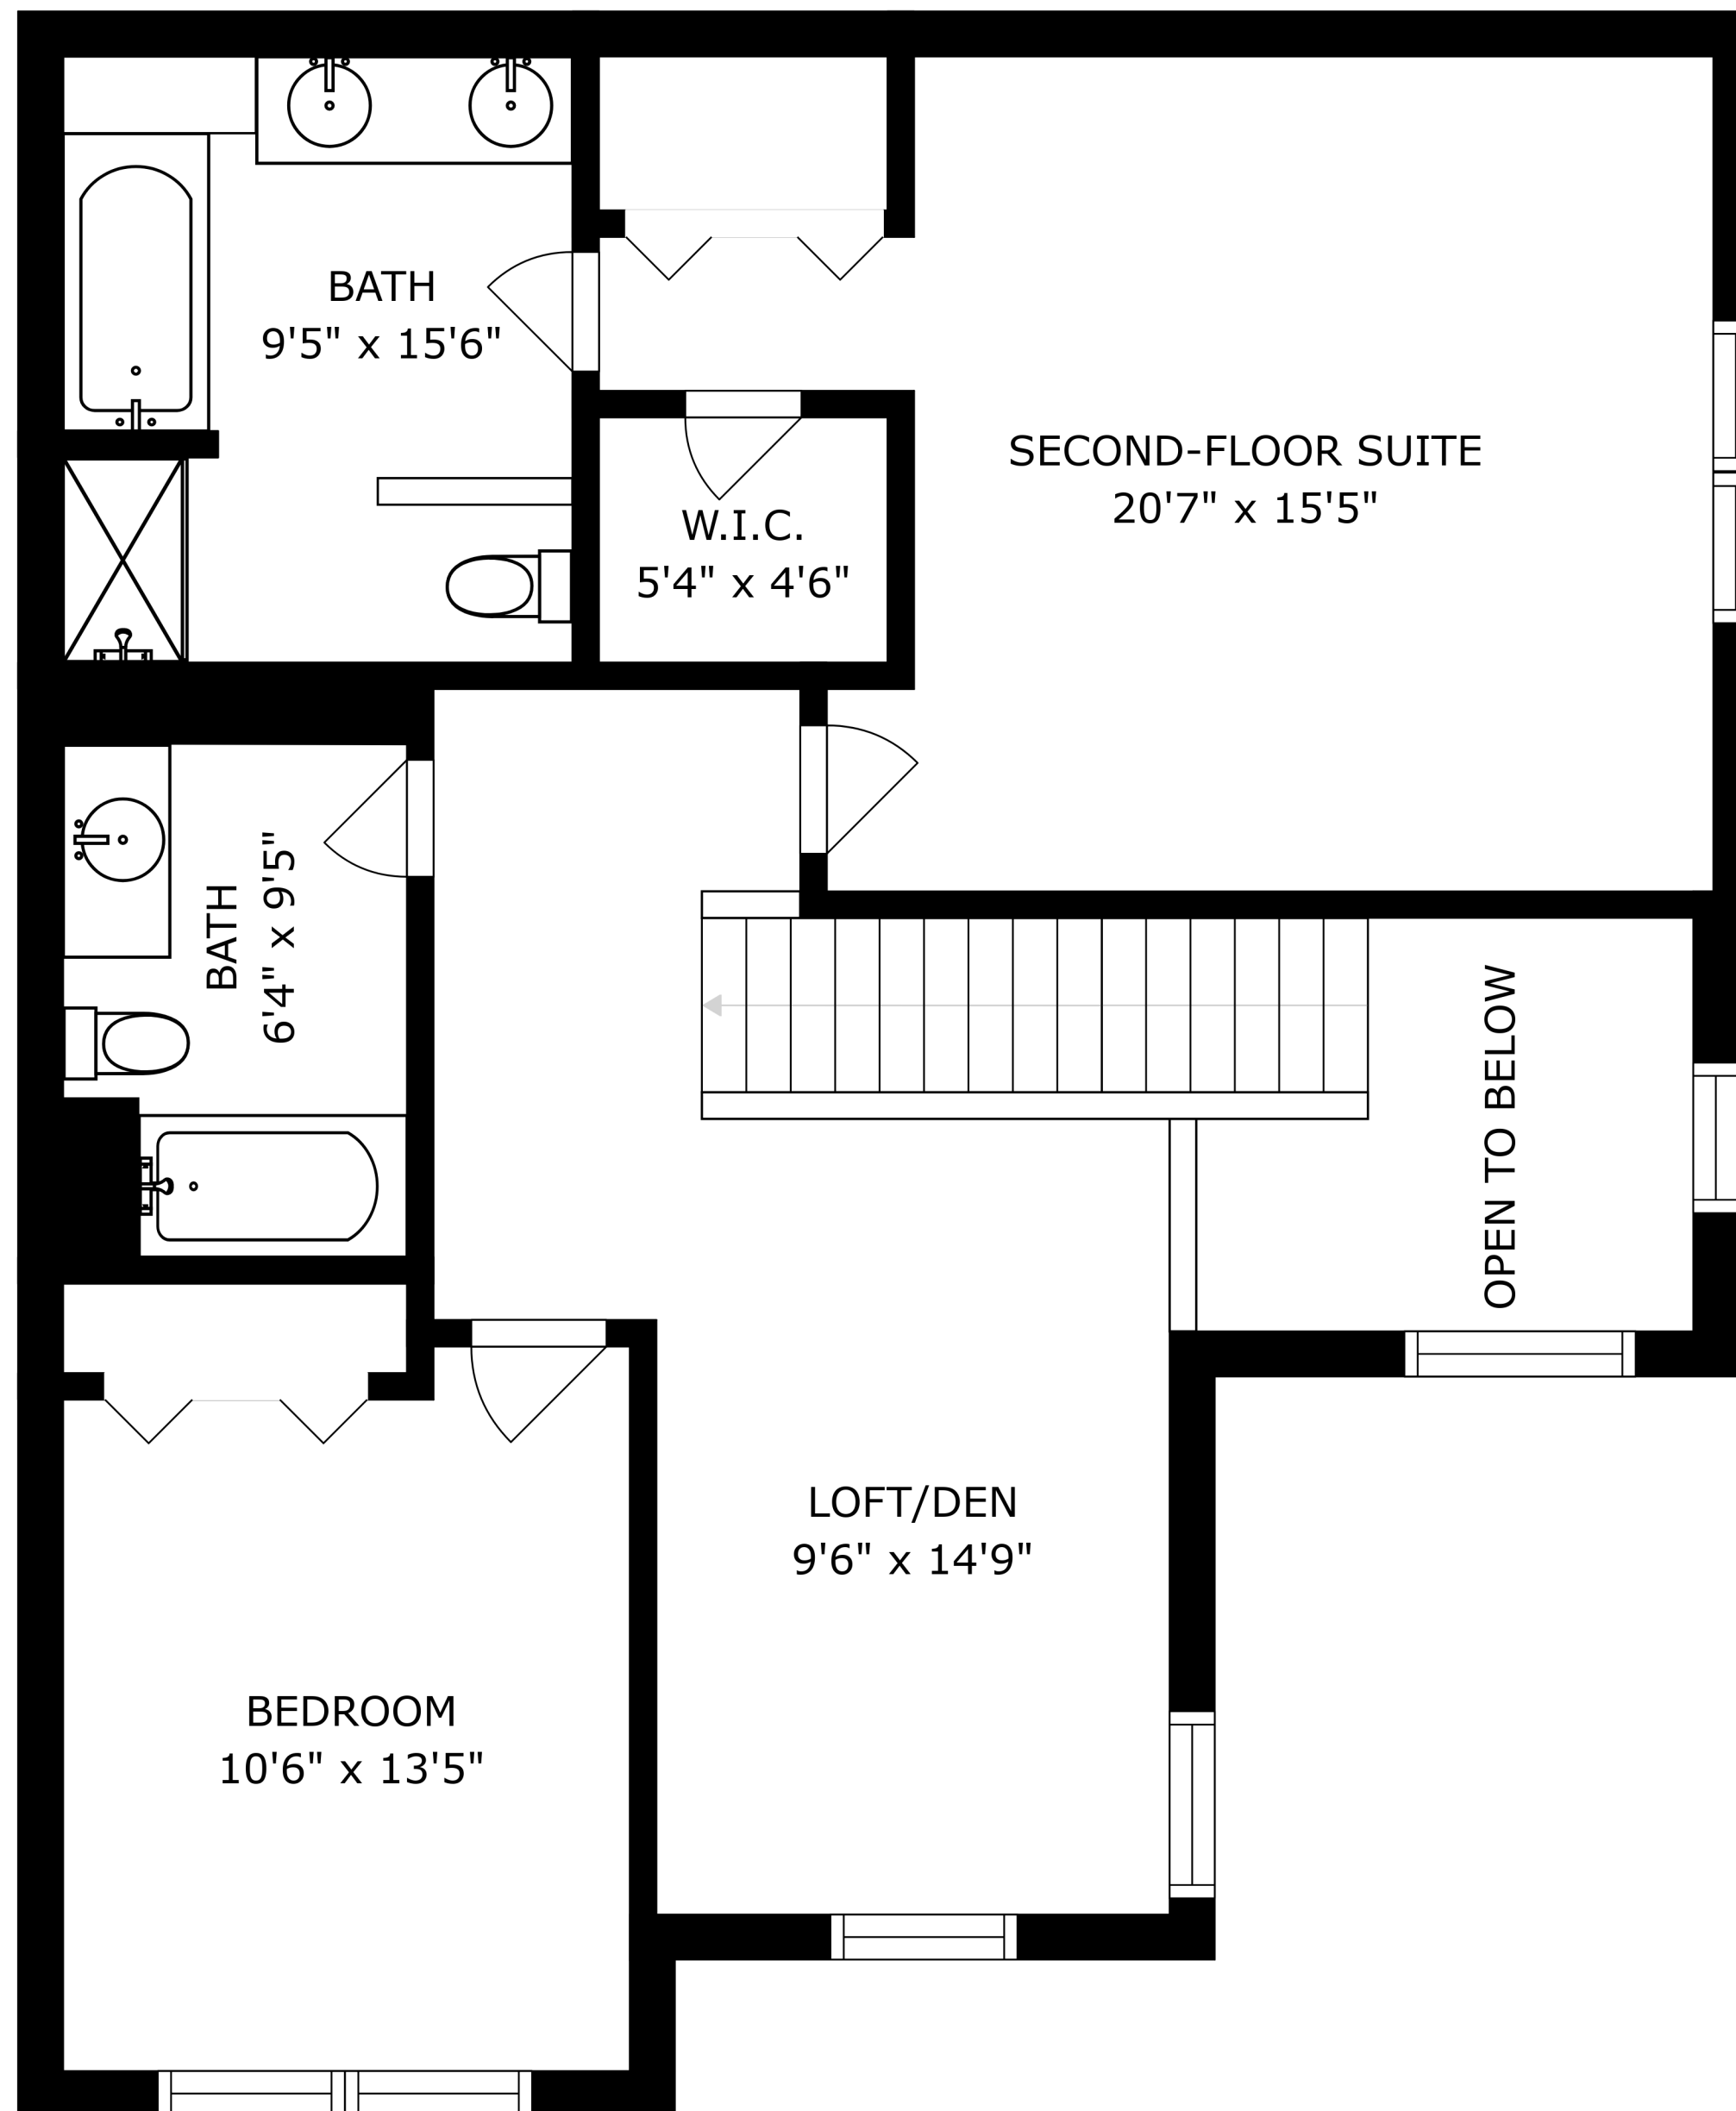 BATH
9'5" x 15'6"
SECOND-FLOOR SUITE
20'7" x 15'5"
W.I.C.
5'4" x 4'6"
BATH
6'4" x 9'5"
OPEN TO BELOW
LOFT/DEN
9'6" x 14'9"
BEDROOM
10'6" x 13'5"